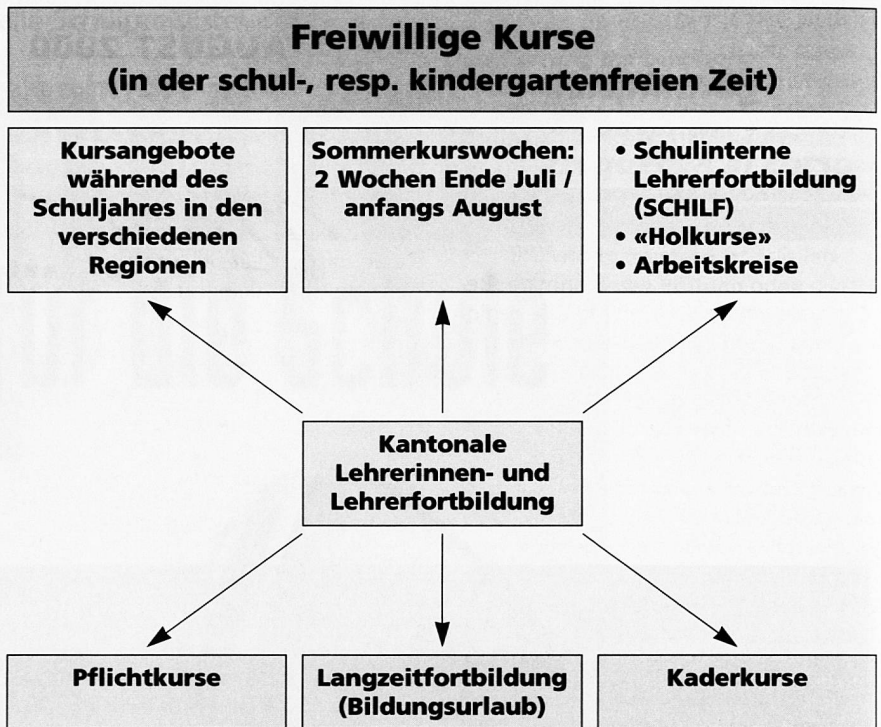 Freiwillige Kurse
(in der schul-, resp. kindergartenfreien Zeit)
Kursangebote
während des
Schuljahres in den
verschiedenen
Regionen
Sommerkurswochen:
2 Wochen Ende Juli /
anfangs August
• Schulinterne
Lehrerfortbildung
(SCHILF)
• «Holkurse»
• Arbeitskreise
Kantonale
Lehrerinnen- und
Lehrerfortbildung
Pflichtkurse
Langzeitfortbildung
(Bildungsurlaub)
Kaderkurse